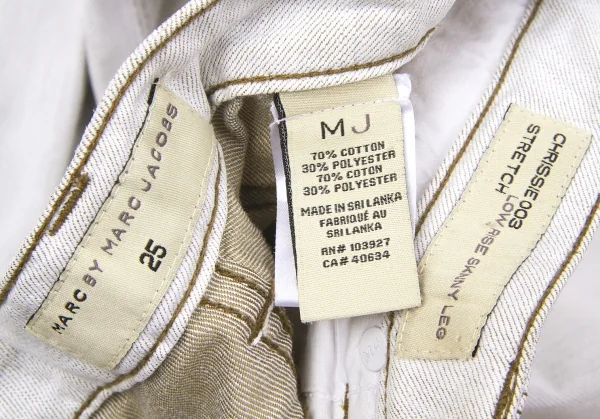 MARC BY MARC JACOBS
25
MJ
70% COTTON
30% POLYESTER
70% COTON
30% POLYESTER
MADE IN SRI LANKA
FABRIQUÉ AU
SRI LANKA
RN# 103927
CA# 40634
CHRISSIE 003
STRETCH
LOW RISE SKINNY LEG